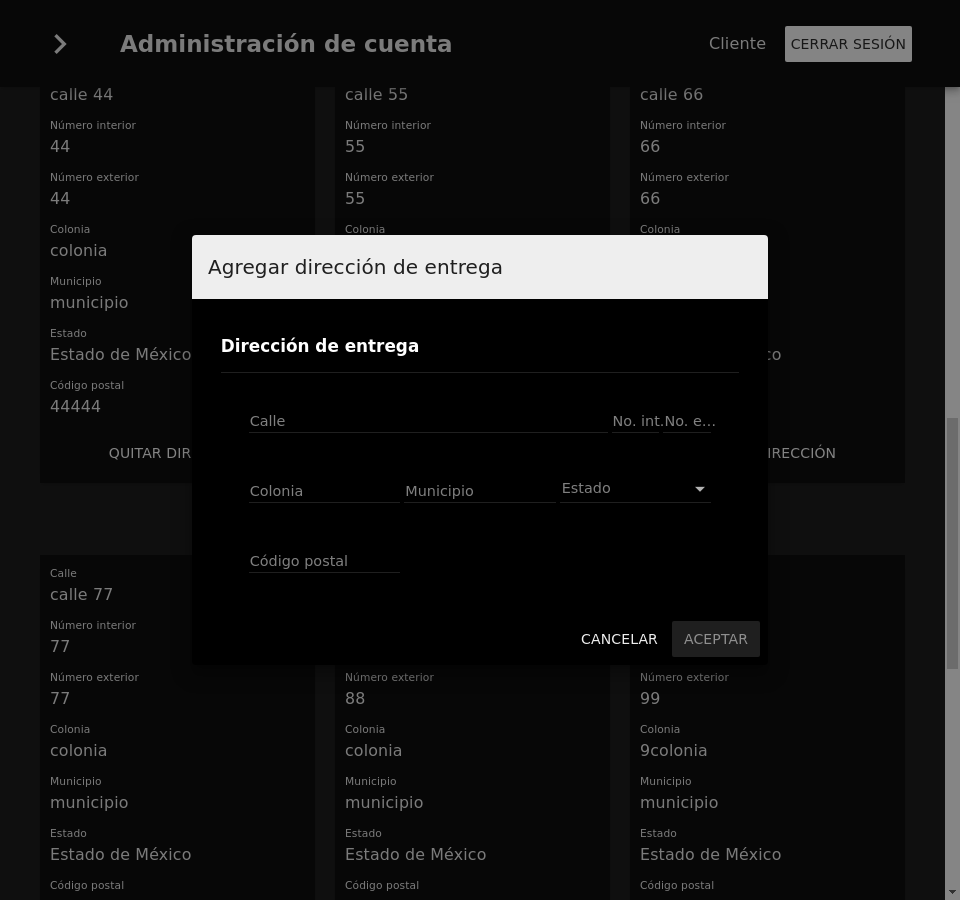 Administración de cuenta
Cliente
CERRAR SESIÓN
calle 44
calle 55
calle 66
Número interior
Número interior
Número interior
44
55
66
Número exterior
Número exterior
Número exterior
44
55
66
Colonia
Colonia
Colonia
colonia
Municipio
municipio
Estado
Estado de México
co
Código postal
44444
QUITAR DIR
IRECCIÓN
Agregar dirección de entrega
Dirección de entrega
Calle
No. int.
No. e...
Colonia
Municipio
Estado
Código postal
CANCELAR
ACEPTAR
Calle
calle 77
Número interior
77
Número exterior
Número exterior
Número exterior
77
88
99
Colonia
Colonia
Colonia
colonia
colonia
9colonia
Municipio
Municipio
Municipio
municipio
municipio
municipio
Estado
Estado
Estado
Estado de México
Estado de México
Estado de México
Código postal
Código postal
Código postal